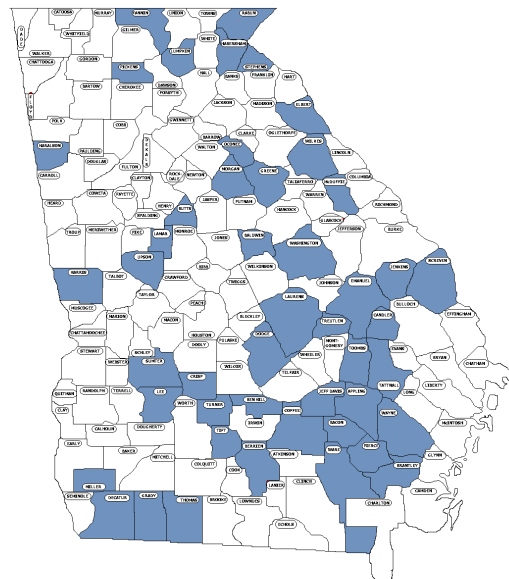 CATOOSA
MURRAY
FANNIN
UNION
TOWNS
RABUN
DADE
WHITFIELD
GILMER
WHITE
HABERSHAM
WALKER
LUMPKIN
STEPHENS
CHATTOOGA
GORDON
PICKENS
HALL
BANKS
FRANKLIN
HART
FLOYD
BARTOW
CHEROKEE
DAWSON
FORSYTH
JACKSON
MADISON
ELBERT
POLK
COBB
GWINNETT
BARROW
CLARKE
OGLETHORPE
HARALSON
PAULDING
DEKALB
WALTON
OCONEE
WILKES
LINCOLN
DOUGLAS
FULTON
MORGAN
GREENE
CARROLL
CLAYTON
ROCK-
DALE
NEWTON
TALIAFERRO
McDUFFIE
COLUMBIA
COWETA
FAYETTE
HENRY
BUTTS
JASPER
PUTNAM
WARREN
RICHMOND
HEARD
SPALDING
HANCOCK
GLASCOCK
TROUP
MERIWETHER
PIKE
LAMAR
MONROE
JONES
BALDWIN
JEFFERSON
BURKE
WASHINGTON
UPSON
BIBB
WILKINSON
JENKINS
SCREVEN
HARRIS
TALBOT
CRAWFORD
TWIGGS
JOHNSON
EMANUEL
TAYLOR
PEACH
LAURENS
BULLOCH
MUSCOGEE
MARION
MACON
BLECKLEY
TREUTLEN
CANDLER
EFFINGHAM
CHATTAHOOCHEE
HOUSTON
DOOLY
PULASKI
DODGE
MONT-
GOMERY
TOOMBS
EVANS
STEWART
SCHLEY
SUMTER
WEBSTER
WHEELER
BRYAN
CHATHAM
CRISP
WILCOX
TELFAIR
TATTNALL
LIBERTY
QUITMAN
RANDOLPH
TERRELL
LEE
WORTH
TURNER
BEN HILL
COFFEE
JEFF DAVIS
APPLING
LONG
CLAY
WAYNE
McINTOSH
CALHOUN
DOUGHERTY
TIFT
IRWIN
BACON
EARLY
BAKER
MITCHELL
BERRIEN
ATKINSON
WARE
PIERCE
GLYNN
COLQUITT
COOK
BRANTLEY
MILLER
LANIER
CLINCH
CAMDEN
SEMINOLE
DECATUR
GRADY
THOMAS
BROOKS
LOWNDES
CHARLTON
ECHOLS